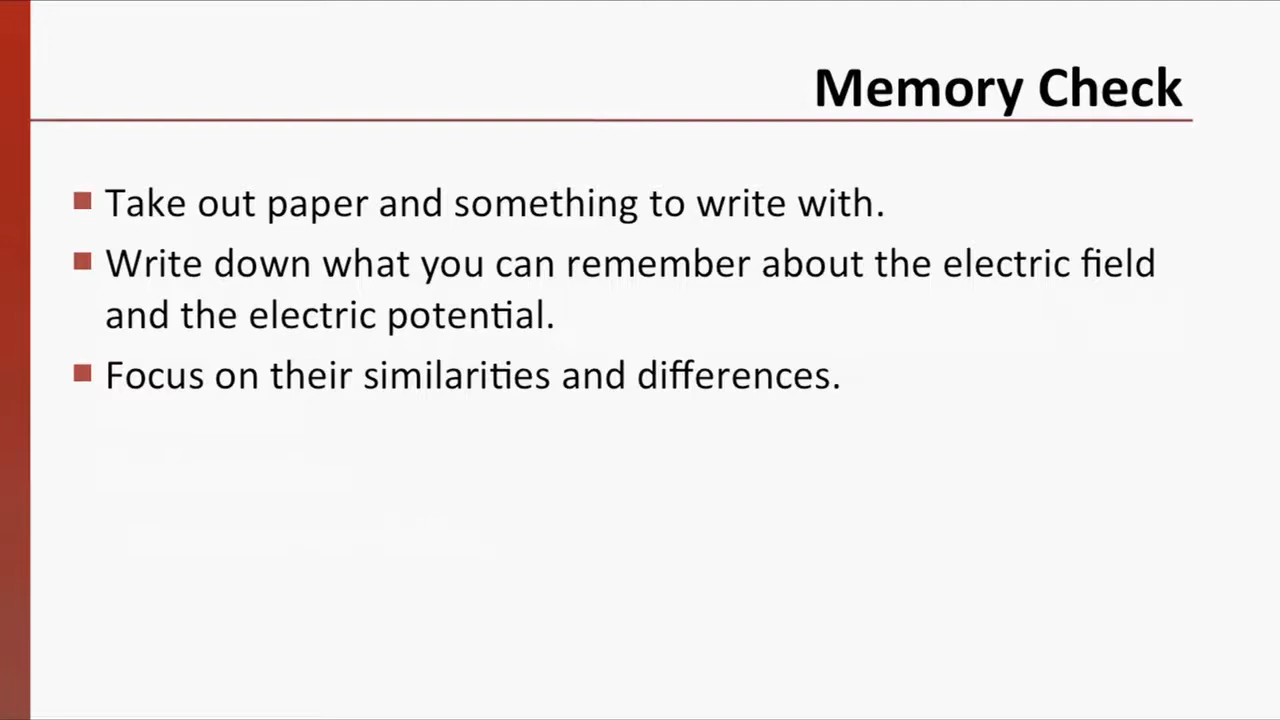 Memory Check
Take out paper and something to write with.
Write down what you can remember about the electric field
and the electric potential.
Focus on their similarities and differences.